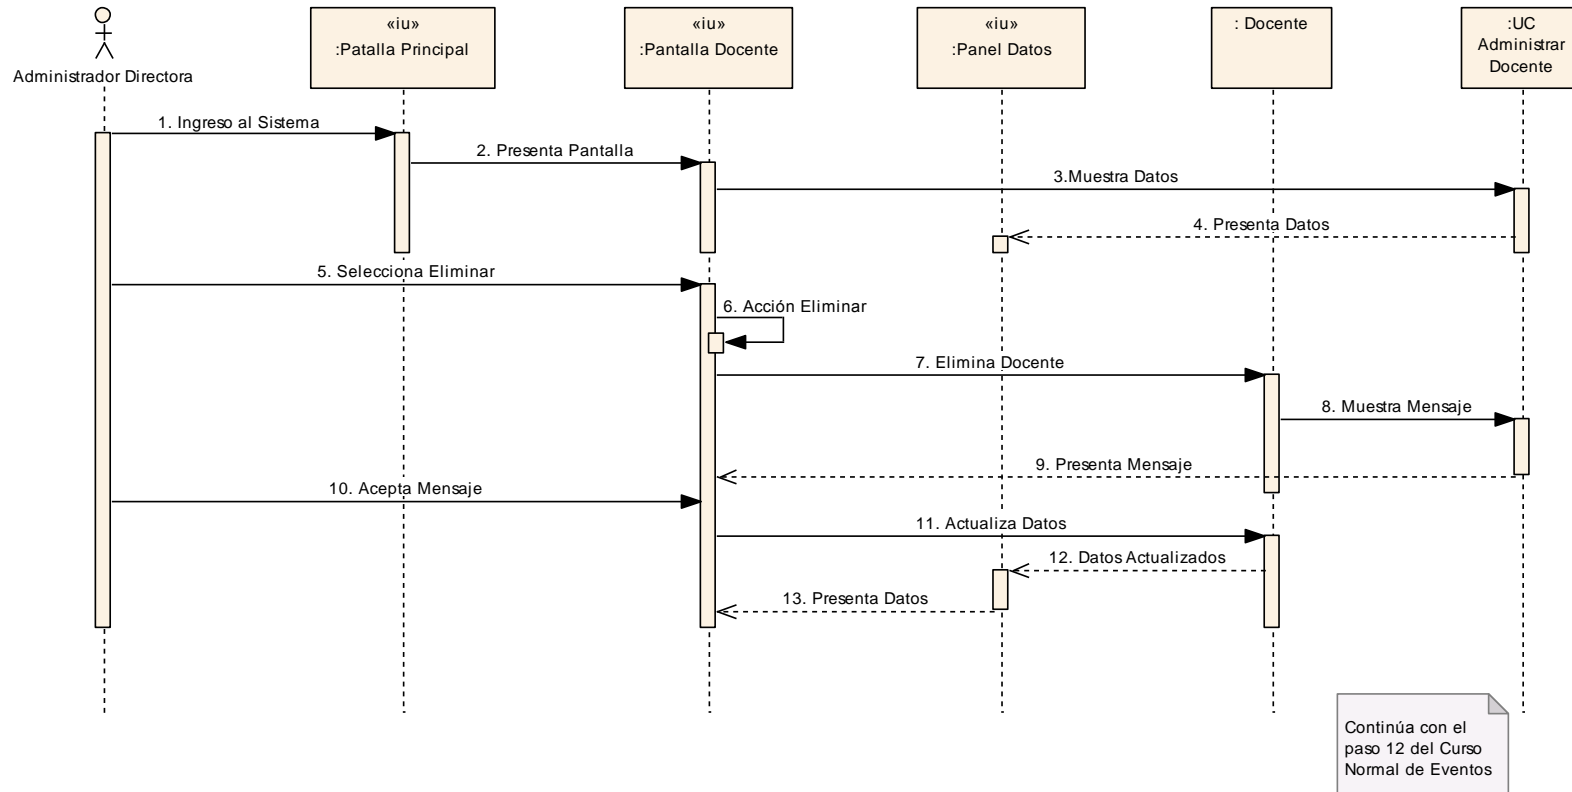 «iu»
:Patalla Principal
«iu»
:Pantalla Docente
«iu»
:Panel Datos
: Docente
:UC
Administrar
Docente
Administrador Directora
1. Ingreso al Sistema
2. Presenta Pantalla
3.Muestra Datos
4. Presenta Datos
5. Selecciona Eliminar
6. Acción Eliminar
7. Elimina Docente
8. Muestra Mensaje
9. Presenta Mensaje
10. Acepta Mensaje
11. Actualiza Datos
12. Datos Actualizados
13. Presenta Datos
Continúa con el
paso 12 del Curso
Normal de Eventos